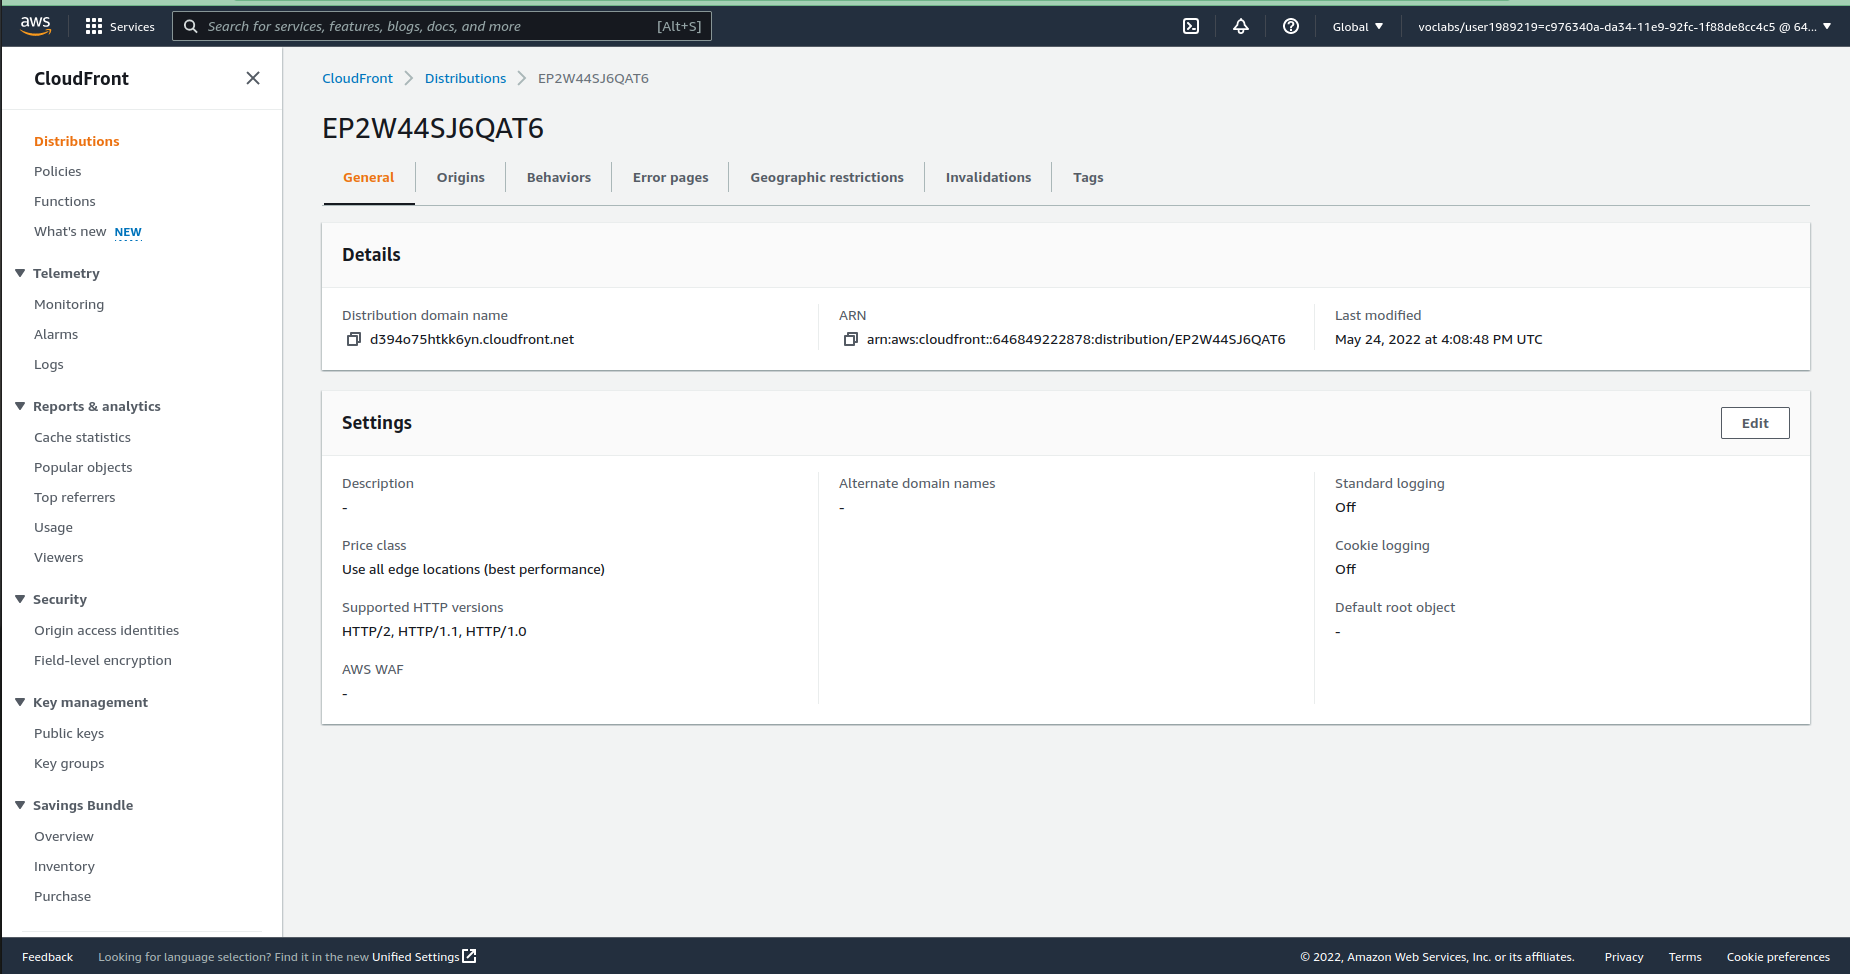 aws
Services
Search for services, features, blogs, docs, and more [Alt+S]
Global
voclabs/user1989219=c976340a-da34-11e9-92fc-1f88de8cc4c5 @ 64...
CloudFront
Distributions
Policies
Functions
What's new NEW
Telemetry
Monitoring
Alarms
Logs
Reports & analytics
Cache statistics
Popular objects
Top referrers
Usage
Viewers
Security
Origin access identities
Field-level encryption
Key management
Public keys
Key groups
Savings Bundle
Overview
Inventory
Purchase
CloudFront Distributions EP2W44SJ6QAT6
EP2W44SJ6QAT6
General Origins Behaviors Error pages Geographic restrictions Invalidations Tags
Details
Distribution domain name
d394o75htkk6yn.cloudfront.net
ARN
arn:aws:cloudfront::646849222878:distribution/EP2W44SJ6QAT6
Last modified
May 24, 2022 at 4:08:48 PM UTC
Settings
Edit
Description
-
Price class
Use all edge locations (best performance)
Supported HTTP versions
HTTP/2, HTTP/1.1, HTTP/1.0
AWS WAF
-
Alternate domain names
-
Standard logging
Off
Cookie logging
Off
Default root object
-
Feedback
Looking for language selection? Find it in the new Unified Settings
© 2022, Amazon Web Services, Inc. or its affiliates.
Privacy
Terms
Cookie preferences